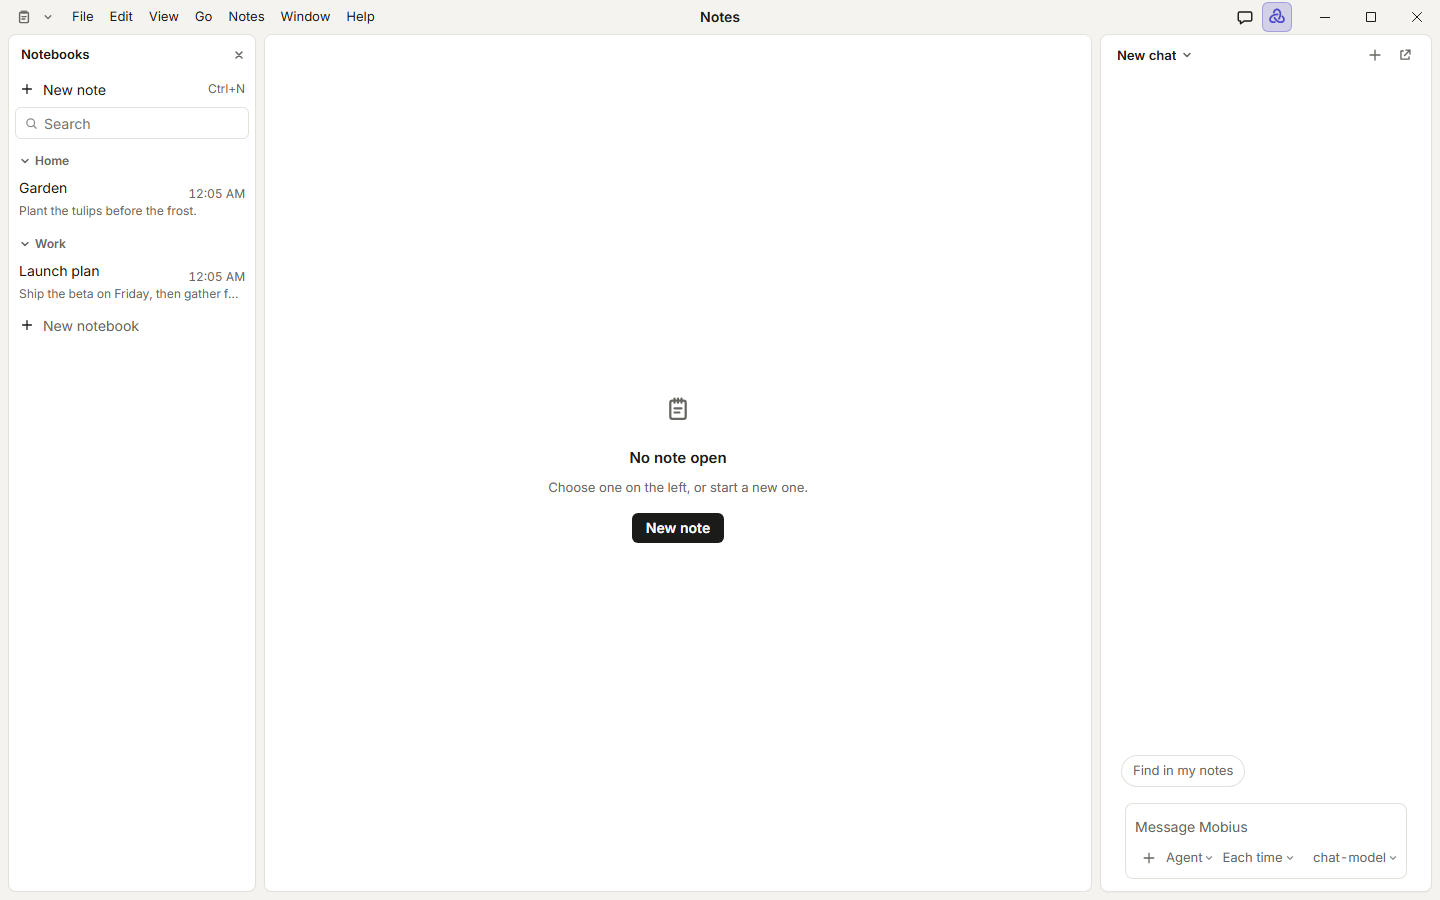 File Edit View Go Notes Window Help
Notes
Notebooks
New note Ctrl+N
Search
Home
Garden 12:05 AM
Plant the tulips before the frost.
Work
Launch plan 12:05 AM
Ship the beta on Friday, then gather f...
New notebook
No note open
Choose one on the left, or start a new one.
New note
New chat
Find in my notes
Message Mobius
Agent Each time chat-model